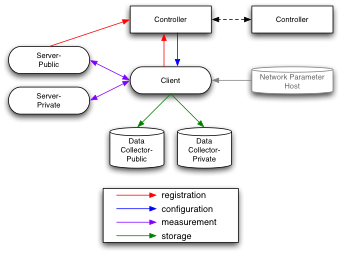 Controller
Controller
Server-
Public
Client
Network Parameter
Host
Server-
Private
Data
Collector-
Public
Data
Collector-
Private
registration
configuration
measurement
storage